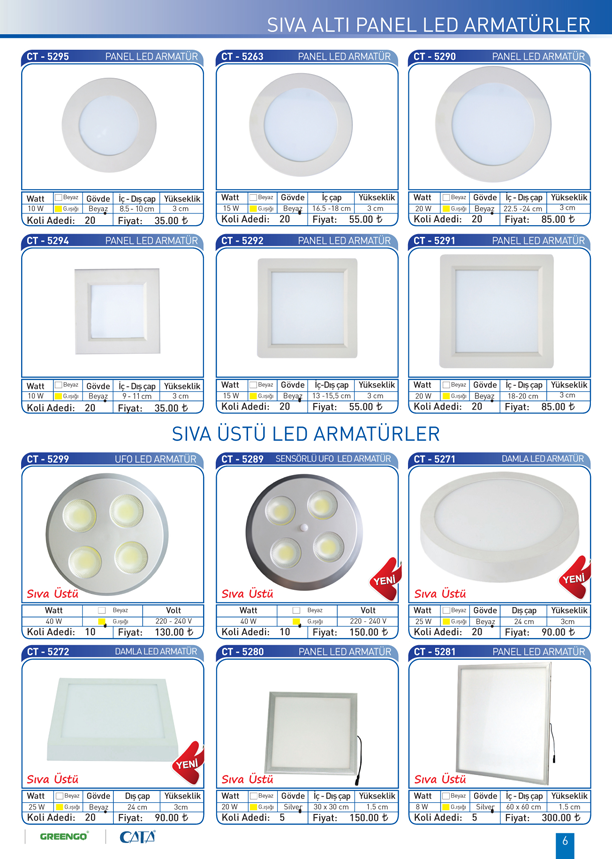 SIVA ALTI PANEL LED ARMATÜRLER
CT - 5295 PANEL LED ARMATÜR
Watt Beyaz Gövde İç - Dış çap Yükseklik
10 W G.ışığı Beyaz 8.5 - 10 cm 3 cm
Koli Adedi: 20 Fiyat: 35.00 ₺
CT - 5263 PANEL LED ARMATÜR
Watt Beyaz Gövde İç çap Yükseklik
15 W G.ışığı Beyaz 16.5 -18 cm 3 cm
Koli Adedi: 20 Fiyat: 55.00 ₺
CT - 5290 PANEL LED ARMATÜR
Watt Beyaz Gövde İç - Dış çap Yükseklik
20 W G.ışığı Beyaz 22.5 -24 cm 3 cm
Koli Adedi: 20 Fiyat: 85.00 ₺
CT - 5294 PANEL LED ARMATÜR
Watt Beyaz Gövde İç - Dış çap Yükseklik
10 W G.ışığı Beyaz 9 - 11 cm 3 cm
Koli Adedi: 20 Fiyat: 35.00 ₺
CT - 5292 PANEL LED ARMATÜR
Watt Beyaz Gövde İç-Dış çap Yükseklik
15 W G.ışığı Beyaz 13 -15,5 cm 3 cm
Koli Adedi: 20 Fiyat: 55.00 ₺
CT - 5291 PANEL LED ARMATÜR
Watt Beyaz Gövde İç - Dış çap Yükseklik
20 W G.ışığı Beyaz 18-20 cm 3 cm
Koli Adedi: 20 Fiyat: 85.00 ₺
SIVA ÜSTÜ LED ARMATÜRLER
CT - 5299 UFO LED ARMATÜR
Sıva Üstü
Watt Beyaz Volt
40 W G.ışığı 220 - 240 V
Koli Adedi: 10 Fiyat: 130.00 ₺
CT - 5289 SENSÖRLÜ UFO LED ARMATÜR
YENİ
Sıva Üstü
Watt Beyaz Volt
40 W G.ışığı 220 - 240 V
Koli Adedi: 10 Fiyat: 150.00 ₺
CT - 5271 DAMLA LED ARMATÜR
YENİ
Sıva Üstü
Watt Beyaz Gövde Dış çap Yükseklik
25 W G.ışığı Beyaz 24 cm 3cm
Koli Adedi: 20 Fiyat: 90.00 ₺
CT - 5272 DAMLA LED ARMATÜR
YENİ
Sıva Üstü
Watt Beyaz Gövde Dış çap Yükseklik
25 W G.ışığı Beyaz 24 cm 3cm
Koli Adedi: 20 Fiyat: 90.00 ₺
CT - 5280 PANEL LED ARMATÜR
Sıva Üstü
Watt Beyaz Gövde İç - Dış çap Yükseklik
20 W G.ışığı Silver 30 x 30 cm 1.5 cm
Koli Adedi: 5 Fiyat: 150.00 ₺
CT - 5281 PANEL LED ARMATÜR
Sıva Üstü
Watt Beyaz Gövde İç - Dış çap Yükseklik
8 W G.ışığı Silver 60 x 60 cm 1.5 cm
Koli Adedi: 5 Fiyat: 300.00 ₺
GREENGO CATA 6